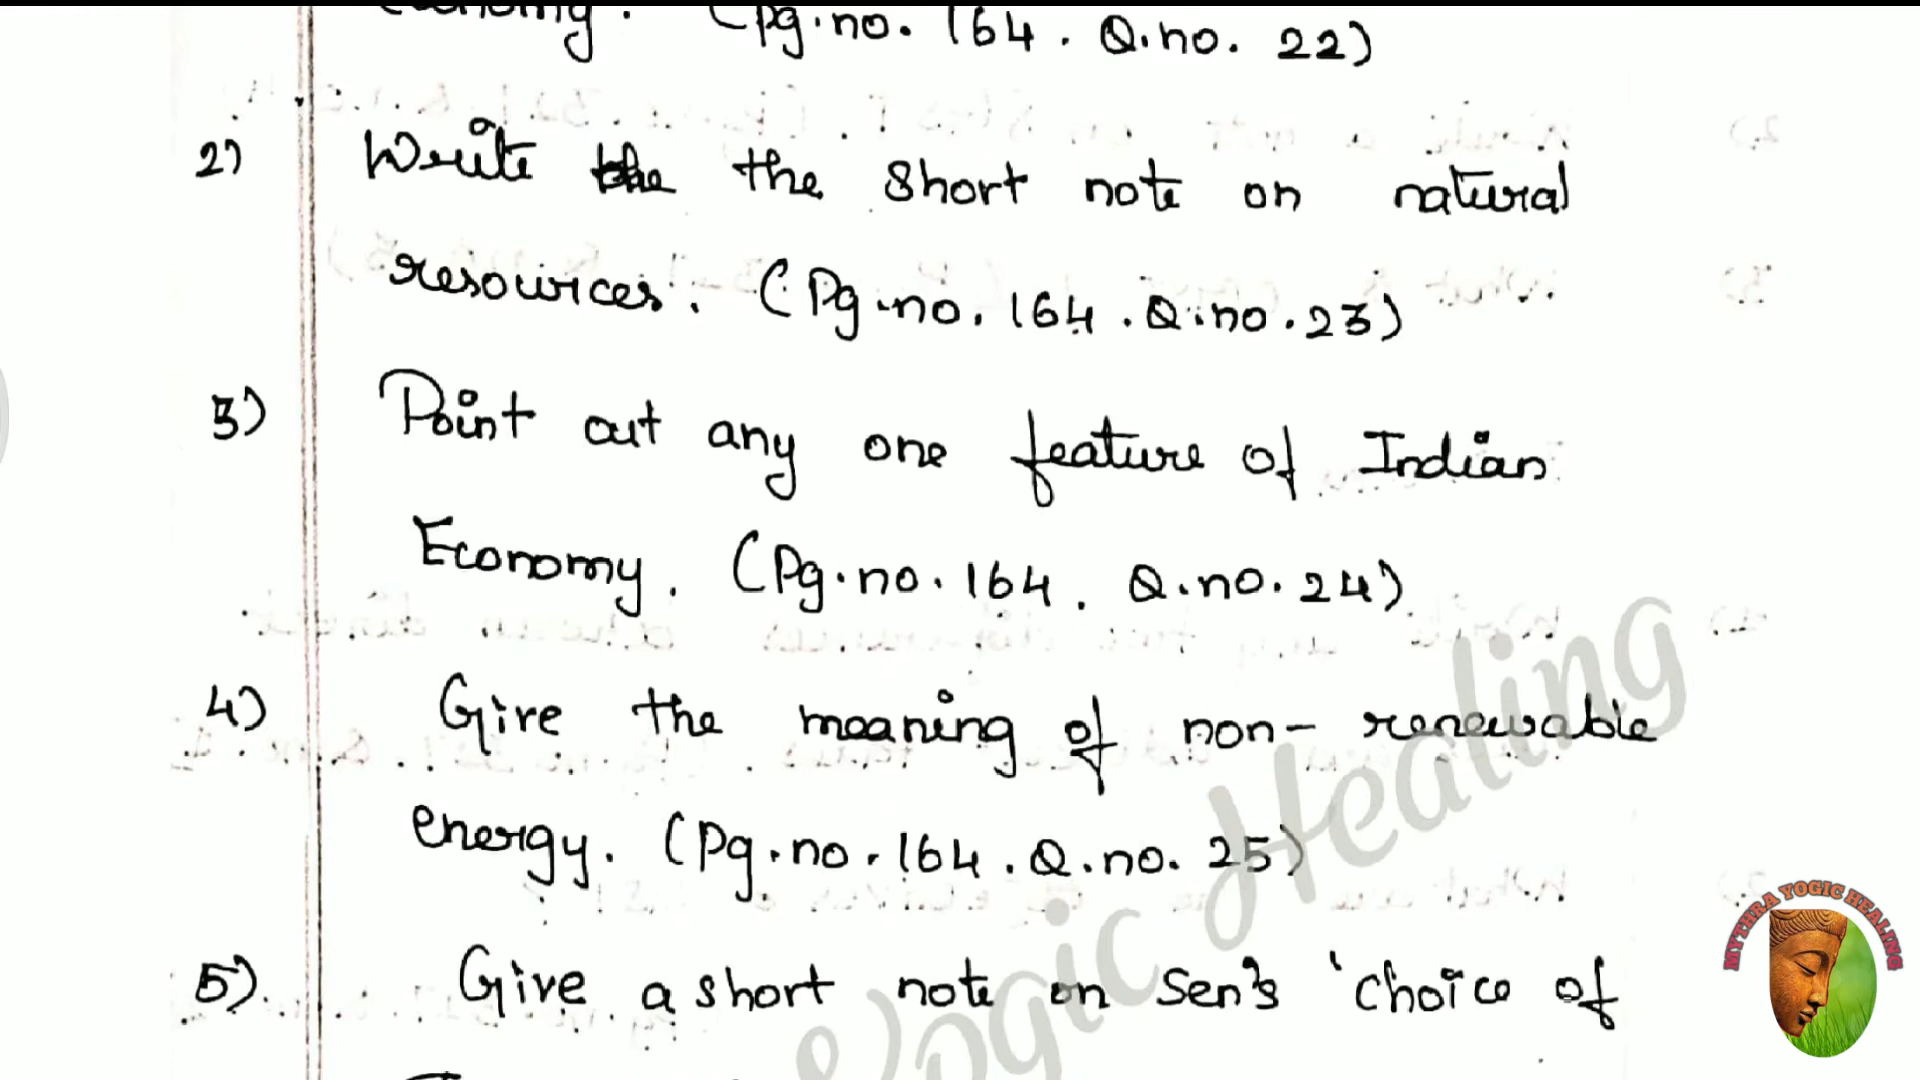 Economy. (Pg.no. 164. Q.no. 22)
2) Write the the short note on natural
resources. (Pg.no. 164. Q.no. 23)
3) Point out any one feature of Indian
Economy. (Pg.no. 164. Q.no. 24)
4) Give the meaning of non-renewable
energy. (Pg.no. 164. Q.no. 25)
5) Give a short note on Sen's 'choice of
Yogic Healing
MYTHRA YOGIC HEALING